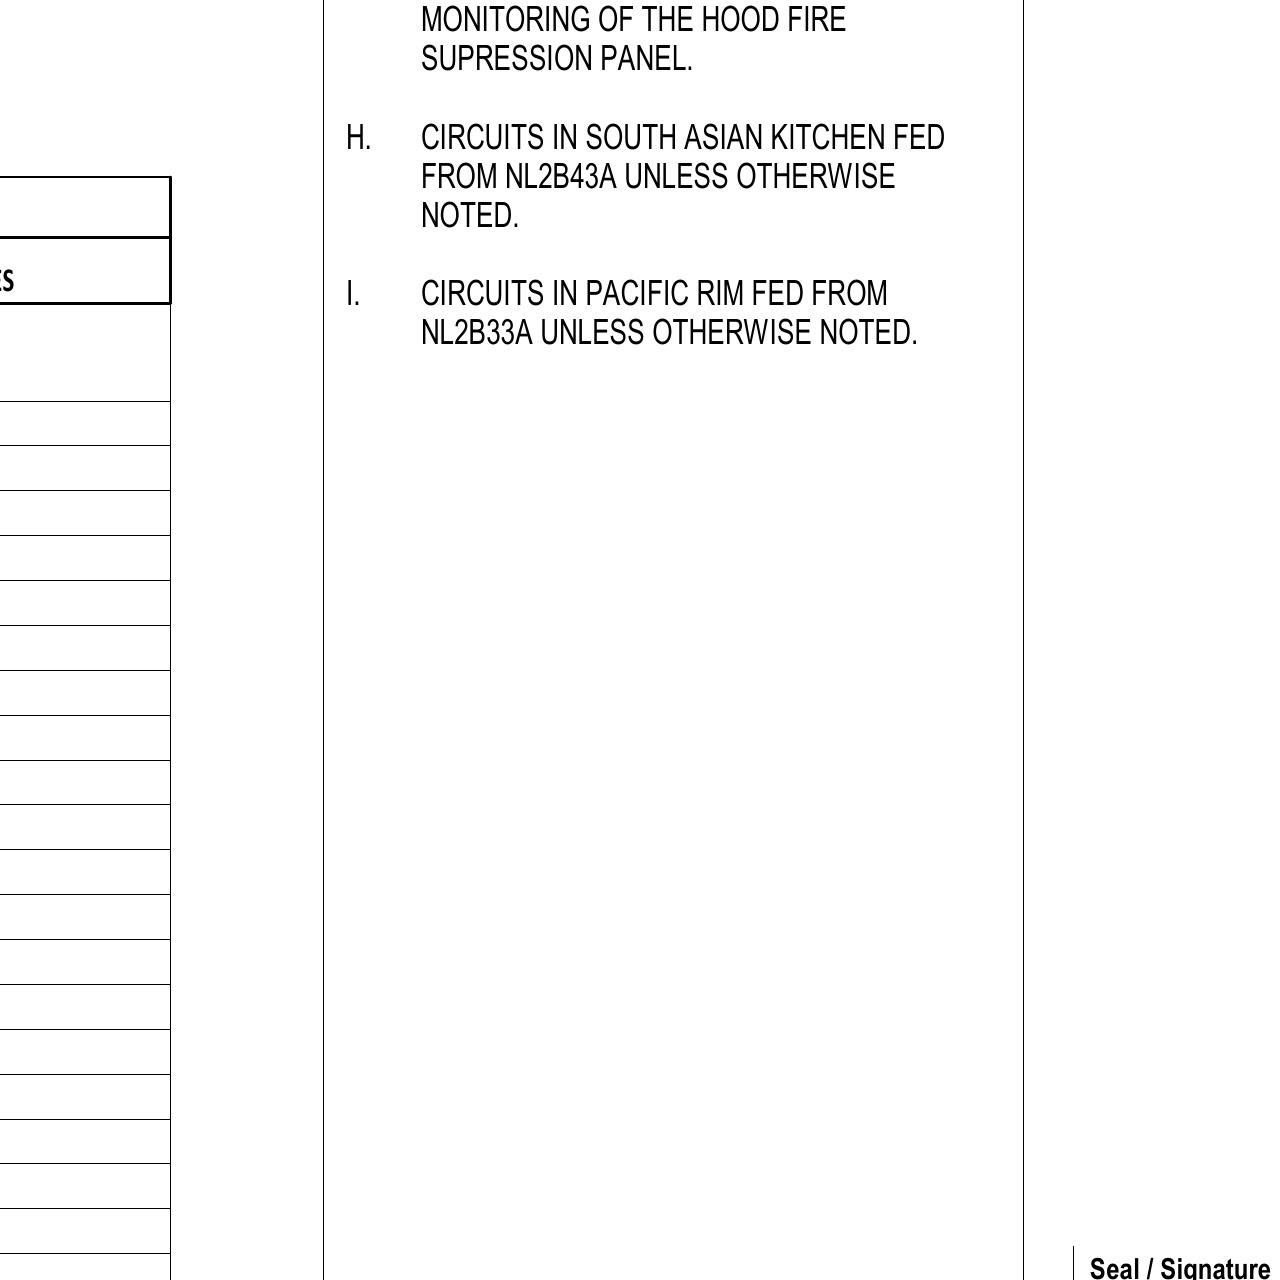 MONITORING OF THE HOOD FIRE
SUPRESSION PANEL.
H. CIRCUITS IN SOUTH ASIAN KITCHEN FED
FROM NL2B43A UNLESS OTHERWISE
NOTED.
I. CIRCUITS IN PACIFIC RIM FED FROM
NL2B33A UNLESS OTHERWISE NOTED.
Seal / Signature